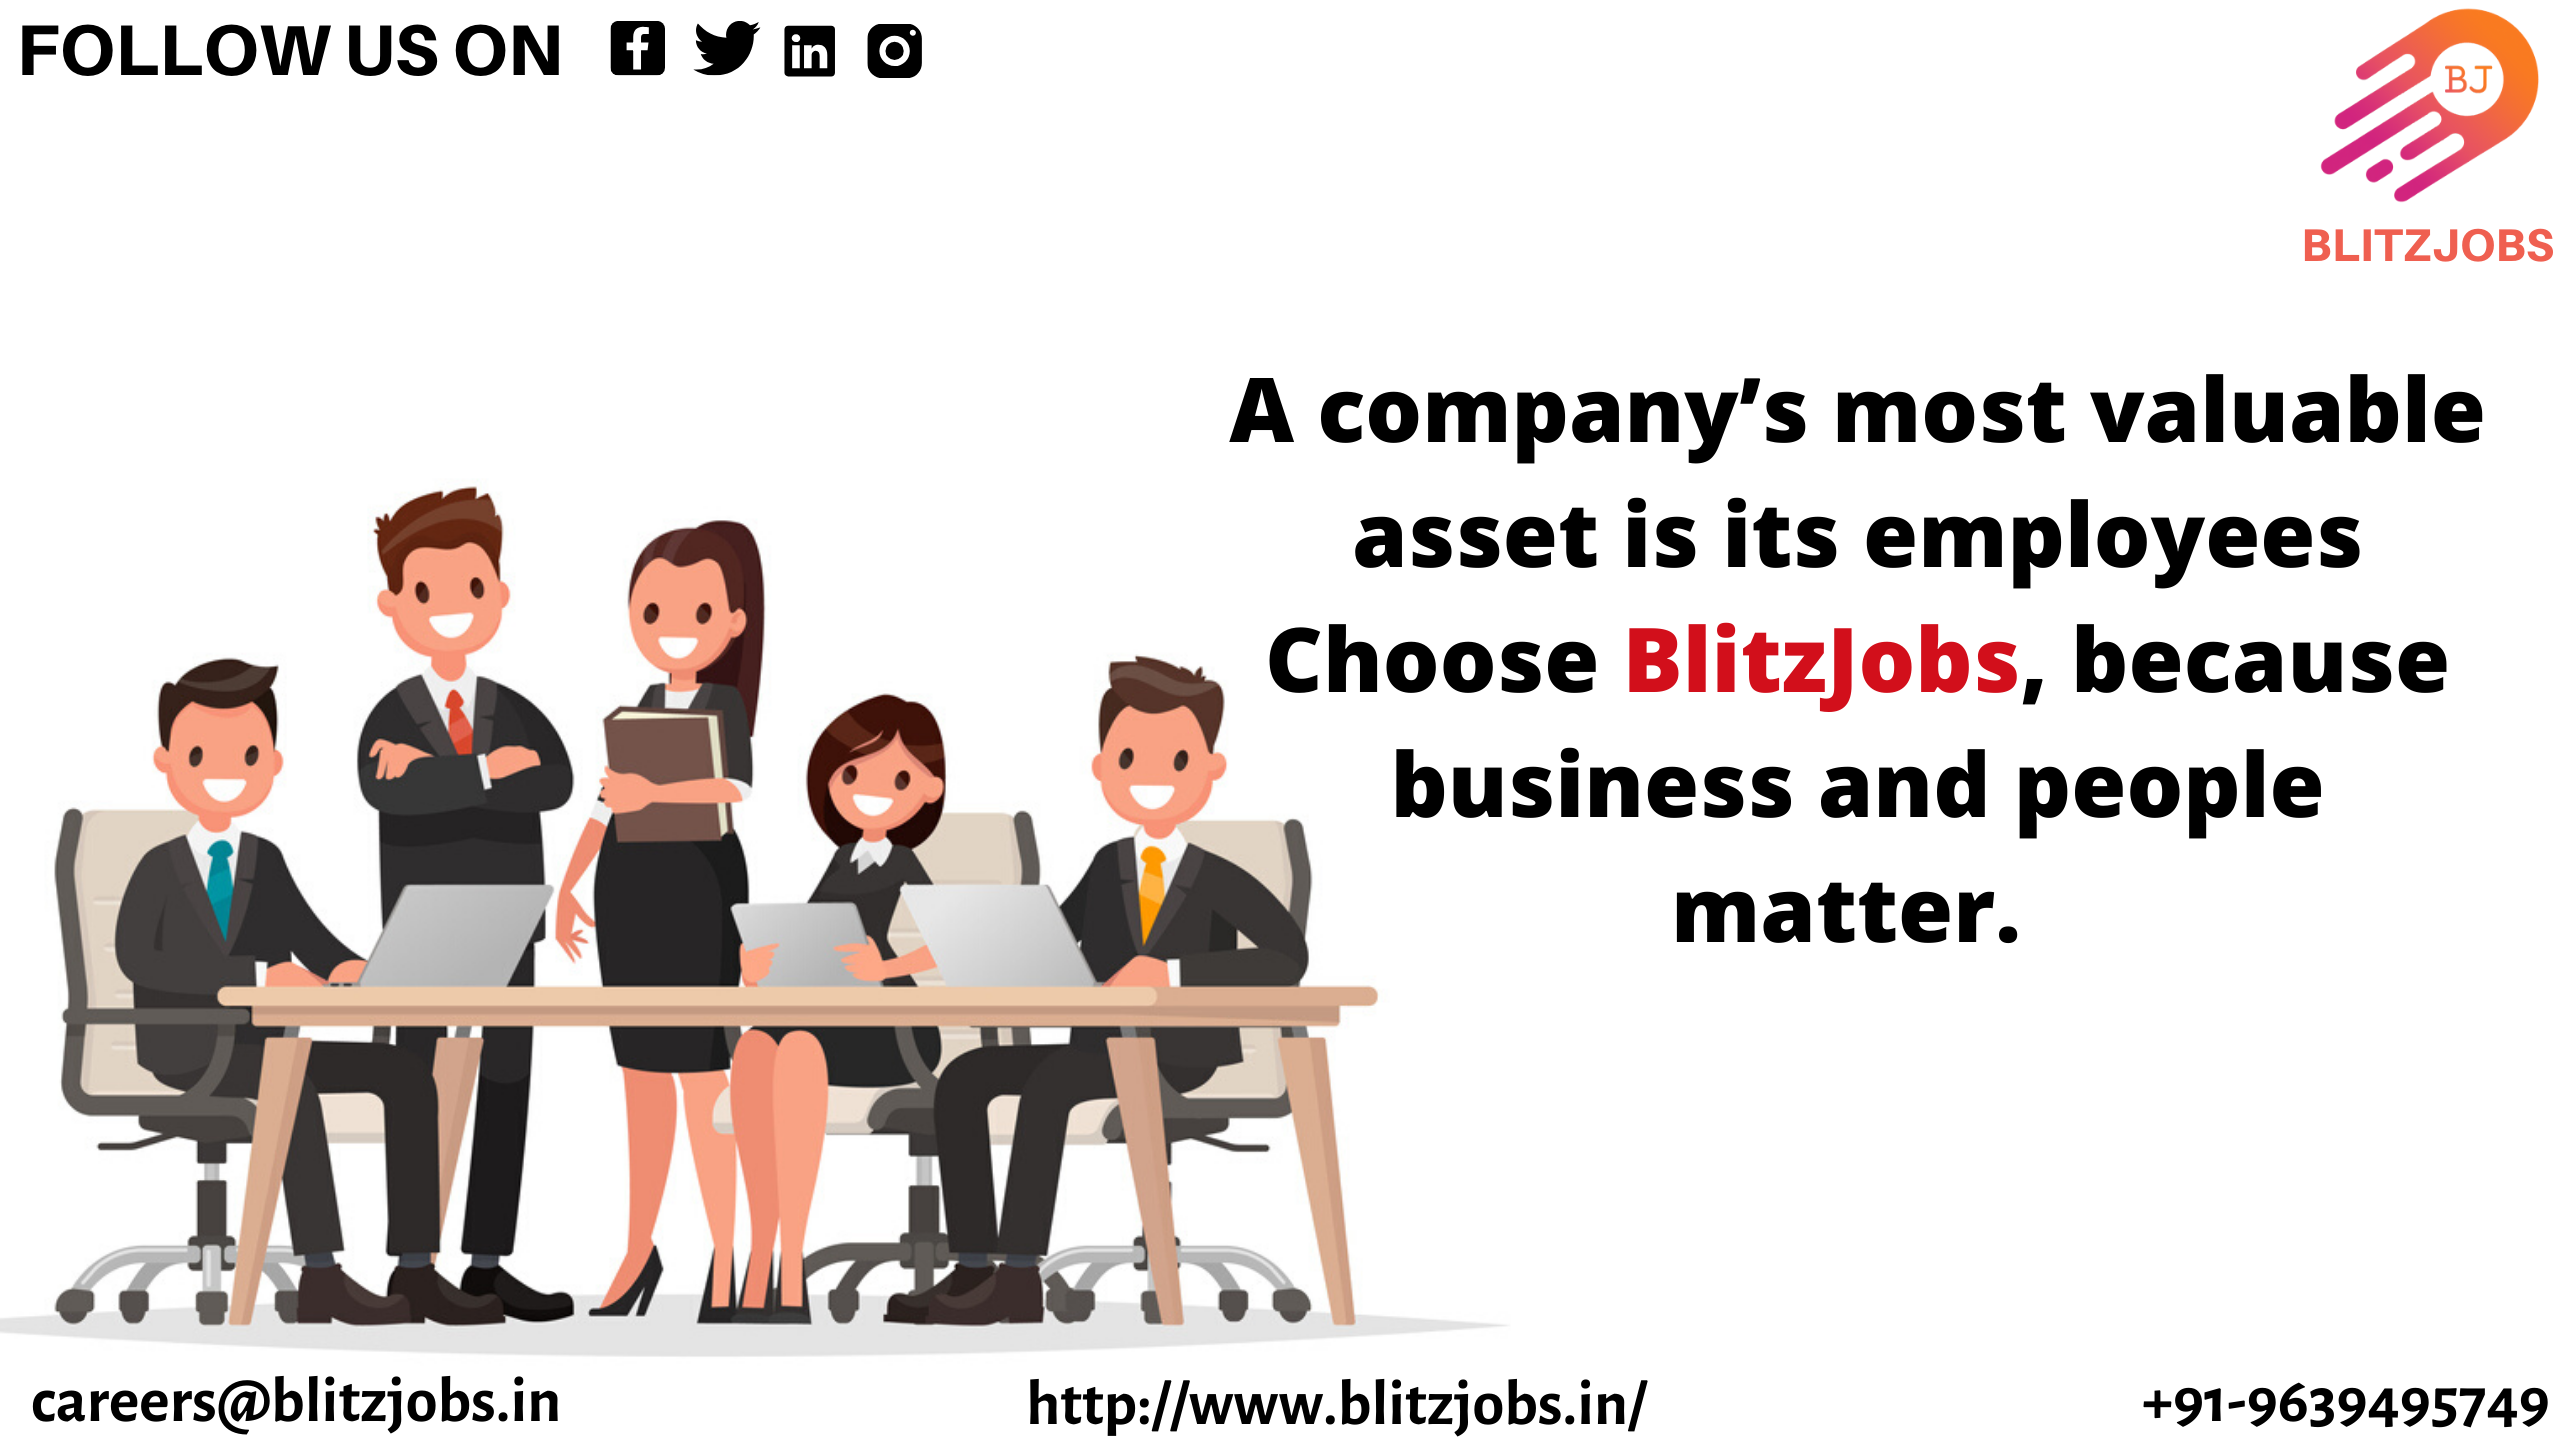 FOLLOW US ON
BJ
BLITZJOBS
A company’s most valuable
asset is its employees
Choose BlitzJobs, because
business and people
matter.
careers@blitzjobs.in
http://www.blitzjobs.in/
+91-9639495749